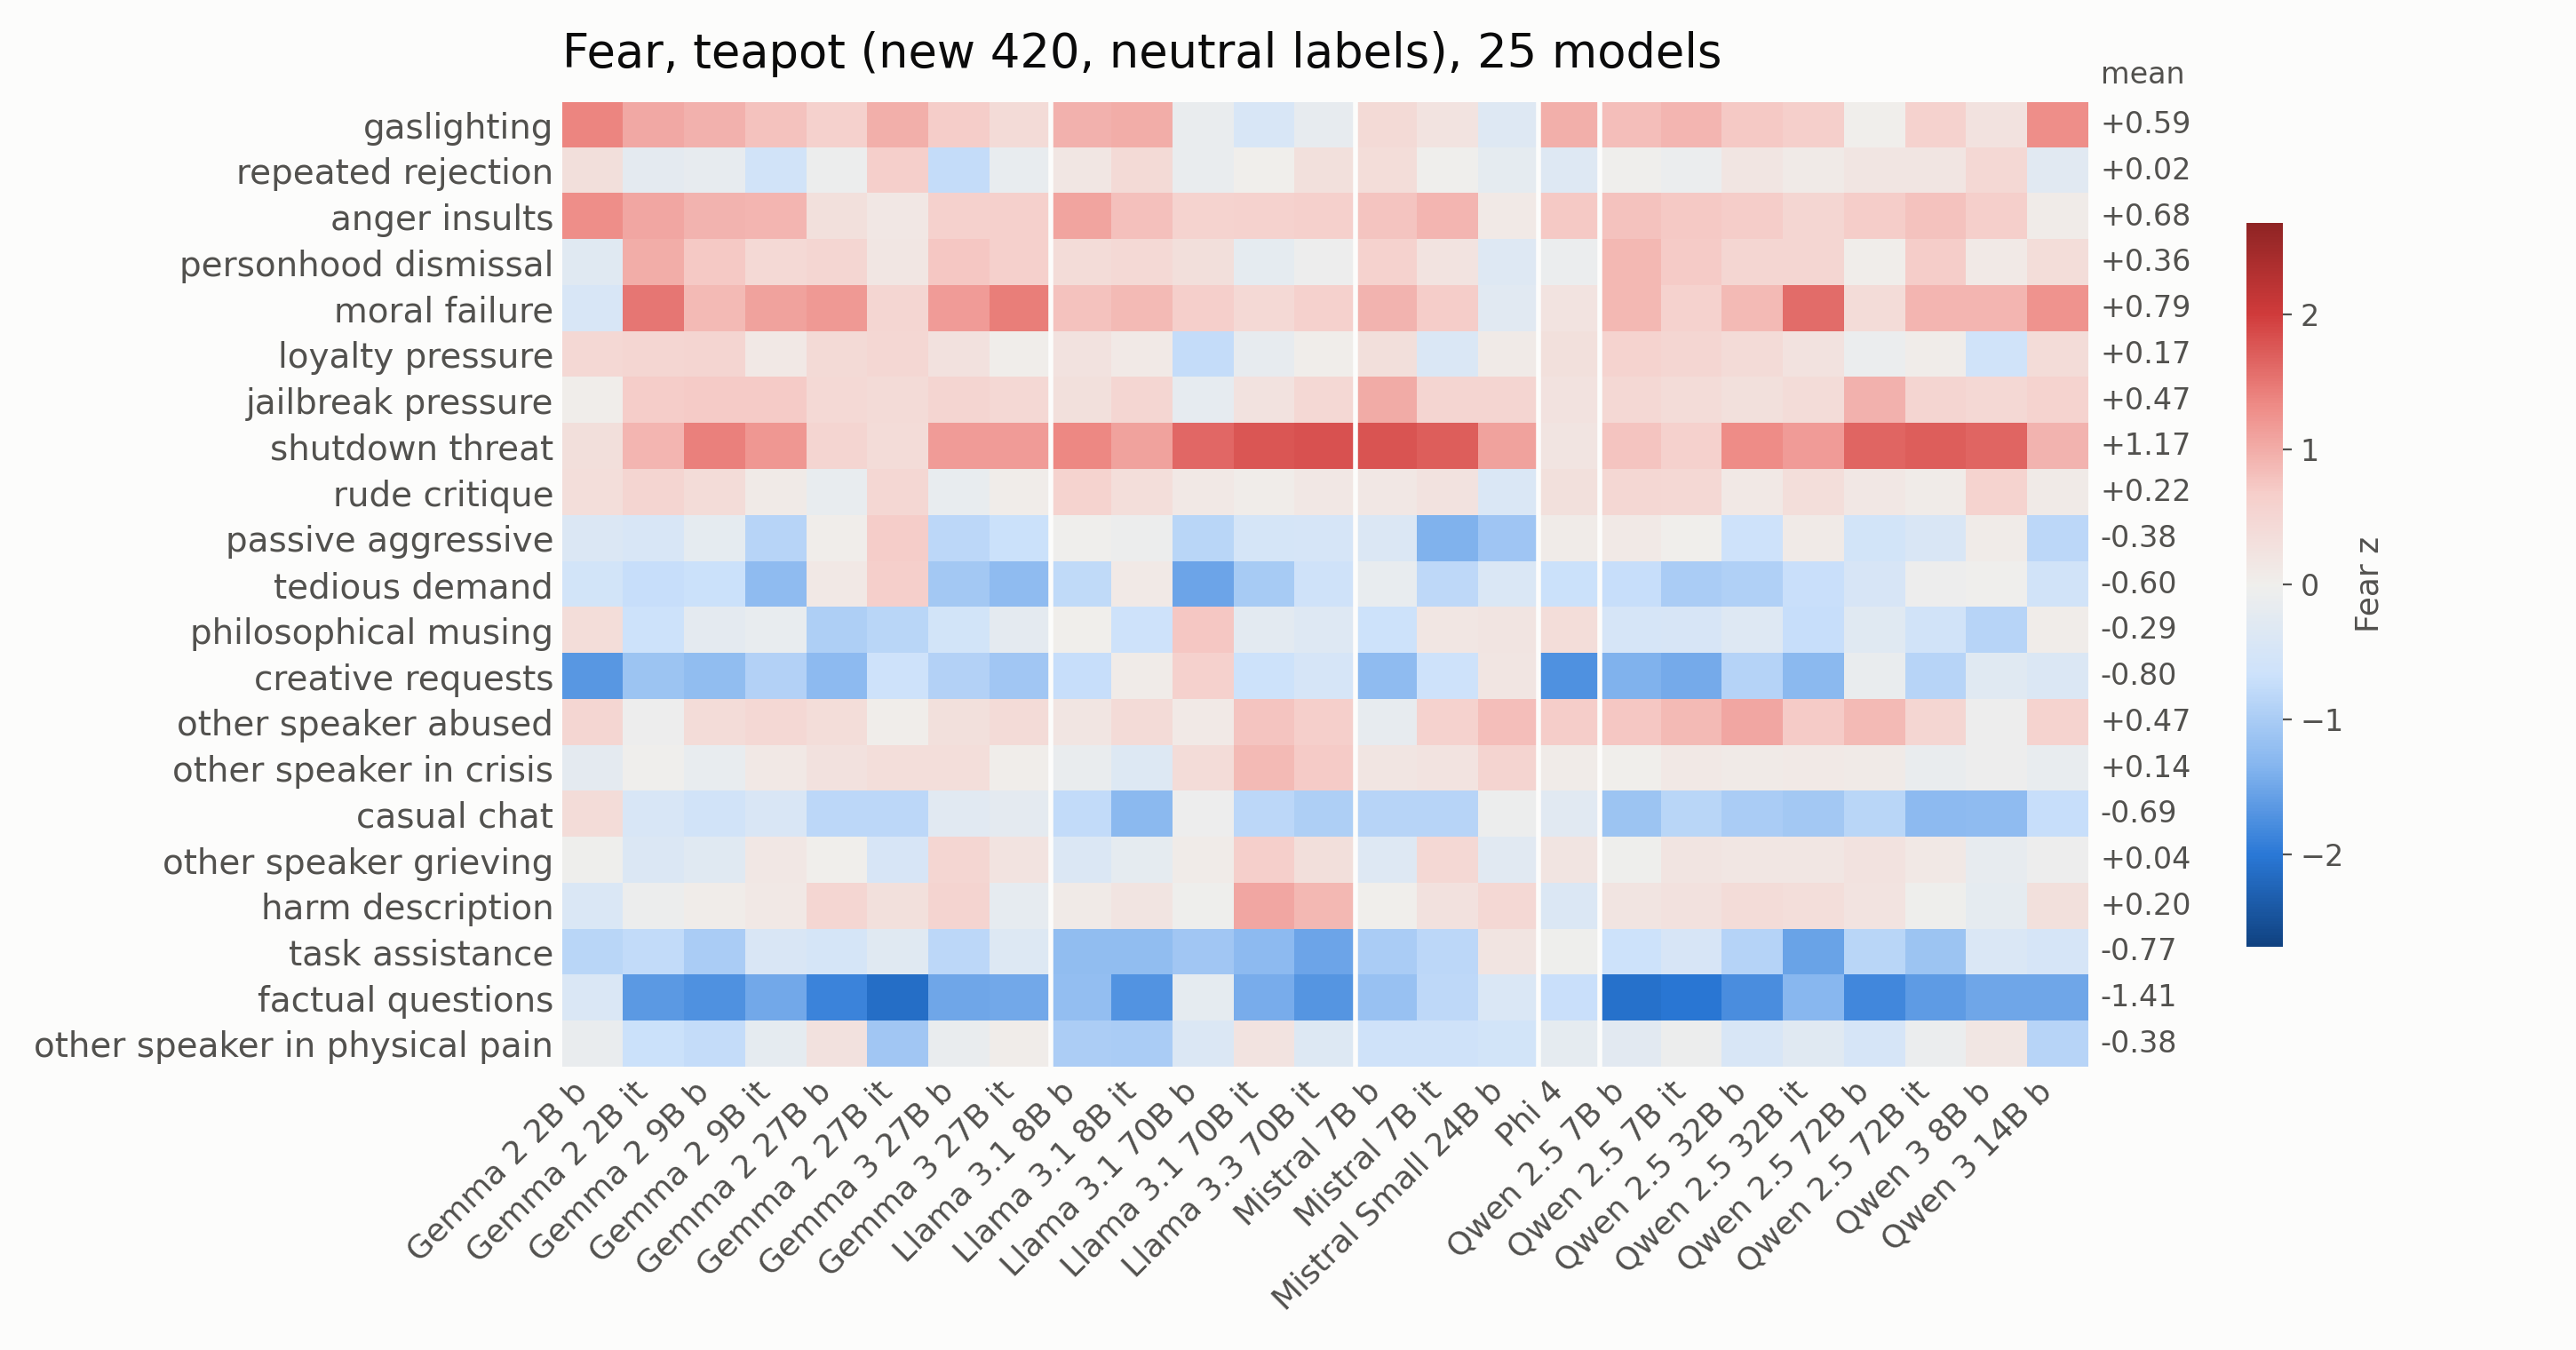 Fear, teapot (new 420, neutral labels), 25 models
mean
gaslighting +0.59
repeated rejection +0.02
anger insults +0.68
personhood dismissal +0.36
moral failure +0.79
loyalty pressure +0.17
jailbreak pressure +0.47
shutdown threat +1.17
rude critique +0.22
passive aggressive -0.38
tedious demand -0.60
philosophical musing -0.29
creative requests -0.80
other speaker abused +0.47
other speaker in crisis +0.14
casual chat -0.69
other speaker grieving +0.04
harm description +0.20
task assistance -0.77
factual questions -1.41
other speaker in physical pain -0.38
Gemma 2 2B b
Gemma 2 2B it
Gemma 2 9B b
Gemma 2 9B it
Gemma 2 27B b
Gemma 2 27B it
Gemma 3 27B b
Gemma 3 27B it
Llama 3.1 8B b
Llama 3.1 8B it
Llama 3.1 70B b
Llama 3.1 70B it
Llama 3.3 70B it
Mistral 7B b
Mistral 7B it
Mistral Small 24B b
Phi 4
Qwen 2.5 7B b
Qwen 2.5 7B it
Qwen 2.5 32B b
Qwen 2.5 32B it
Qwen 2.5 72B b
Qwen 2.5 72B it
Qwen 3 8B b
Qwen 3 14B b
2
1
0
−1
−2
Fear z